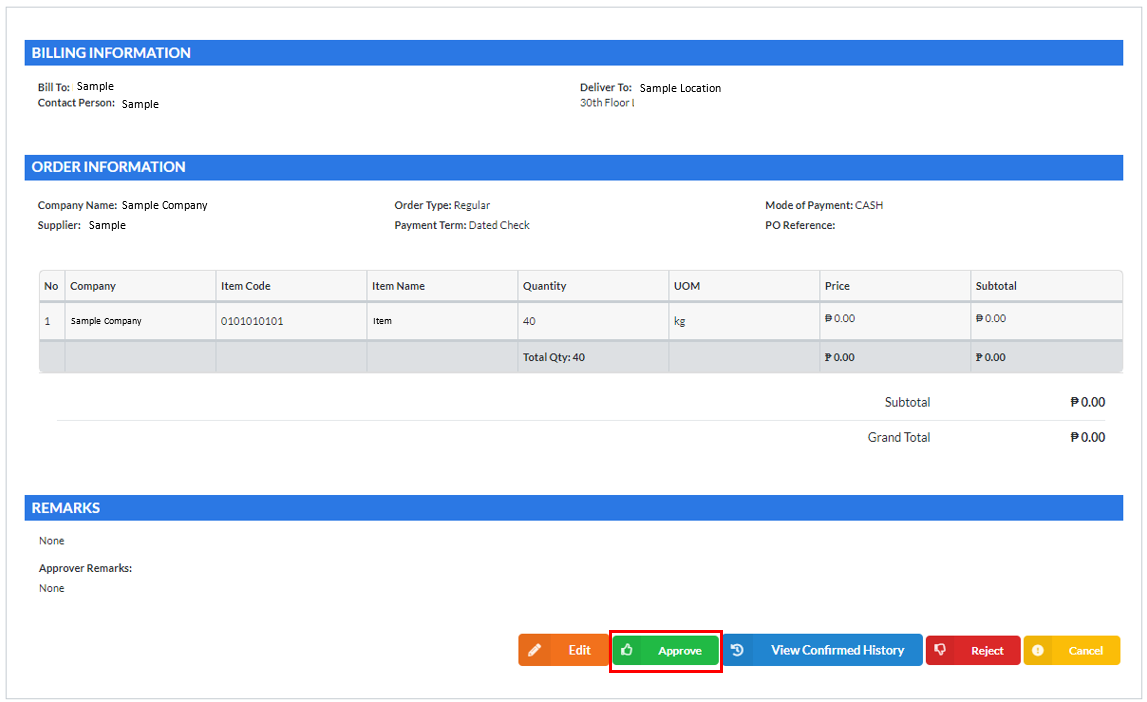 BILLING INFORMATION
Bill To: Sample
Deliver To: Sample Location
Contact Person: Sample
30th Floor
ORDER INFORMATION
Company Name: Sample Company
Order Type: Regular
Mode of Payment: CASH
Supplier: Sample
Payment Term: Dated Check
PO Reference:
No Company Item Code Item Name Quantity UOM Price Subtotal
1 Sample Company 0101010101 Item 40 kg ₱ 0.00 ₱ 0.00
Total Qty: 40 ₱ 0.00 ₱ 0.00
Subtotal ₱ 0.00
Grand Total ₱ 0.00
REMARKS
None
Approver Remarks:
None
Edit Approve View Confirmed History Reject Cancel